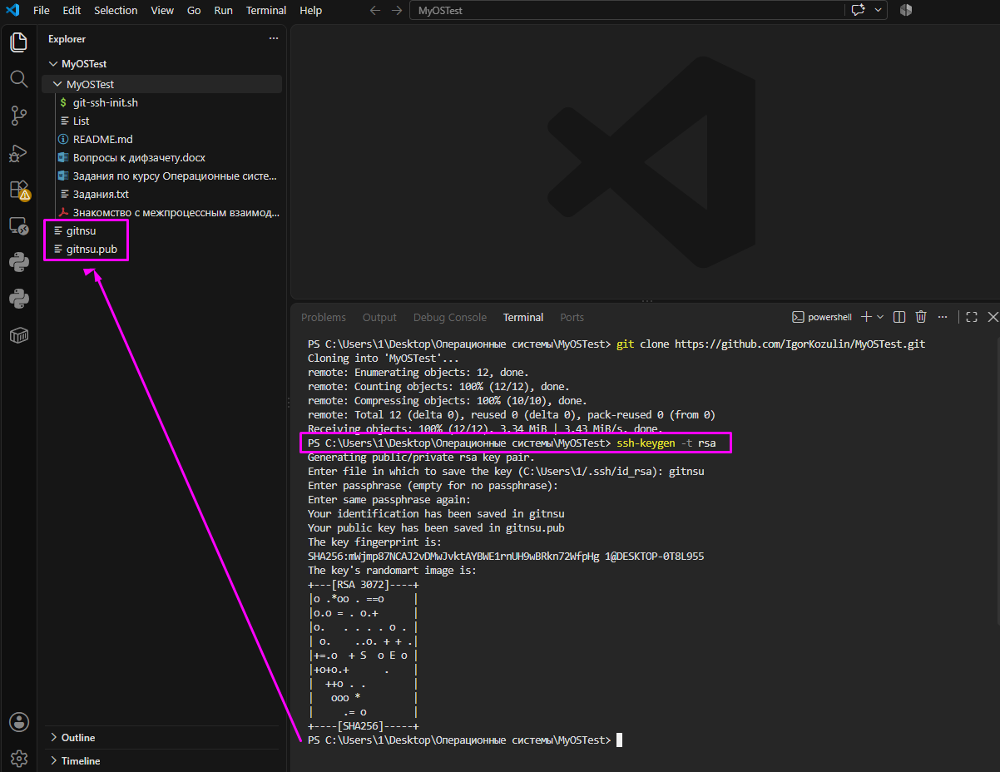 File Edit Selection View Go Run Terminal Help
MyOSTest
Explorer
MyOSTest
MyOSTest
$ git-ssh-init.sh
List
README.md
Вопросы к дифзачету.docx
Задания по курсу Операционные систе...
Задания.txt
Знакомство с межпроцессным взаимод...
gitnsu
gitnsu.pub
Outline
Timeline
Problems Output Debug Console Terminal Ports
powershell
PS C:\Users\1\Desktop\Операционные системы\MyOSTest> git clone https://github.com/IgorKozulin/MyOSTest.git
Cloning into 'MyOSTest'...
remote: Enumerating objects: 12, done.
remote: Counting objects: 100% (12/12), done.
remote: Compressing objects: 100% (10/10), done.
remote: Total 12 (delta 0), reused 0 (delta 0), pack-reused 0 (from 0)
Receiving objects: 100% (12/12), 3.34 MiB | 3.43 MiB/s, done.
PS C:\Users\1\Desktop\Операционные системы\MyOSTest> ssh-keygen -t rsa
Generating public/private rsa key pair.
Enter file in which to save the key (C:\Users\1/.ssh/id_rsa): gitnsu
Enter passphrase (empty for no passphrase):
Enter same passphrase again:
Your identification has been saved in gitnsu
Your public key has been saved in gitnsu.pub
The key fingerprint is:
SHA256:mWjmp87NCAJ2vDMwJvktAYBWE1rnUH9wBRkn72WfpHg 1@DESKTOP-0T8L955
The key's randomart image is:
+---[RSA 3072]----+
|o .*oo . ==o     |
|o.o = . o.+      |
|o.   . . . . o . |
| o.    ..o. + + .|
|+=.o  + S  o E o |
|+o+o.+      .    |
|  ++o . .        |
|   ooo *         |
|     .= o        |
+----[SHA256]-----+
PS C:\Users\1\Desktop\Операционные системы\MyOSTest>